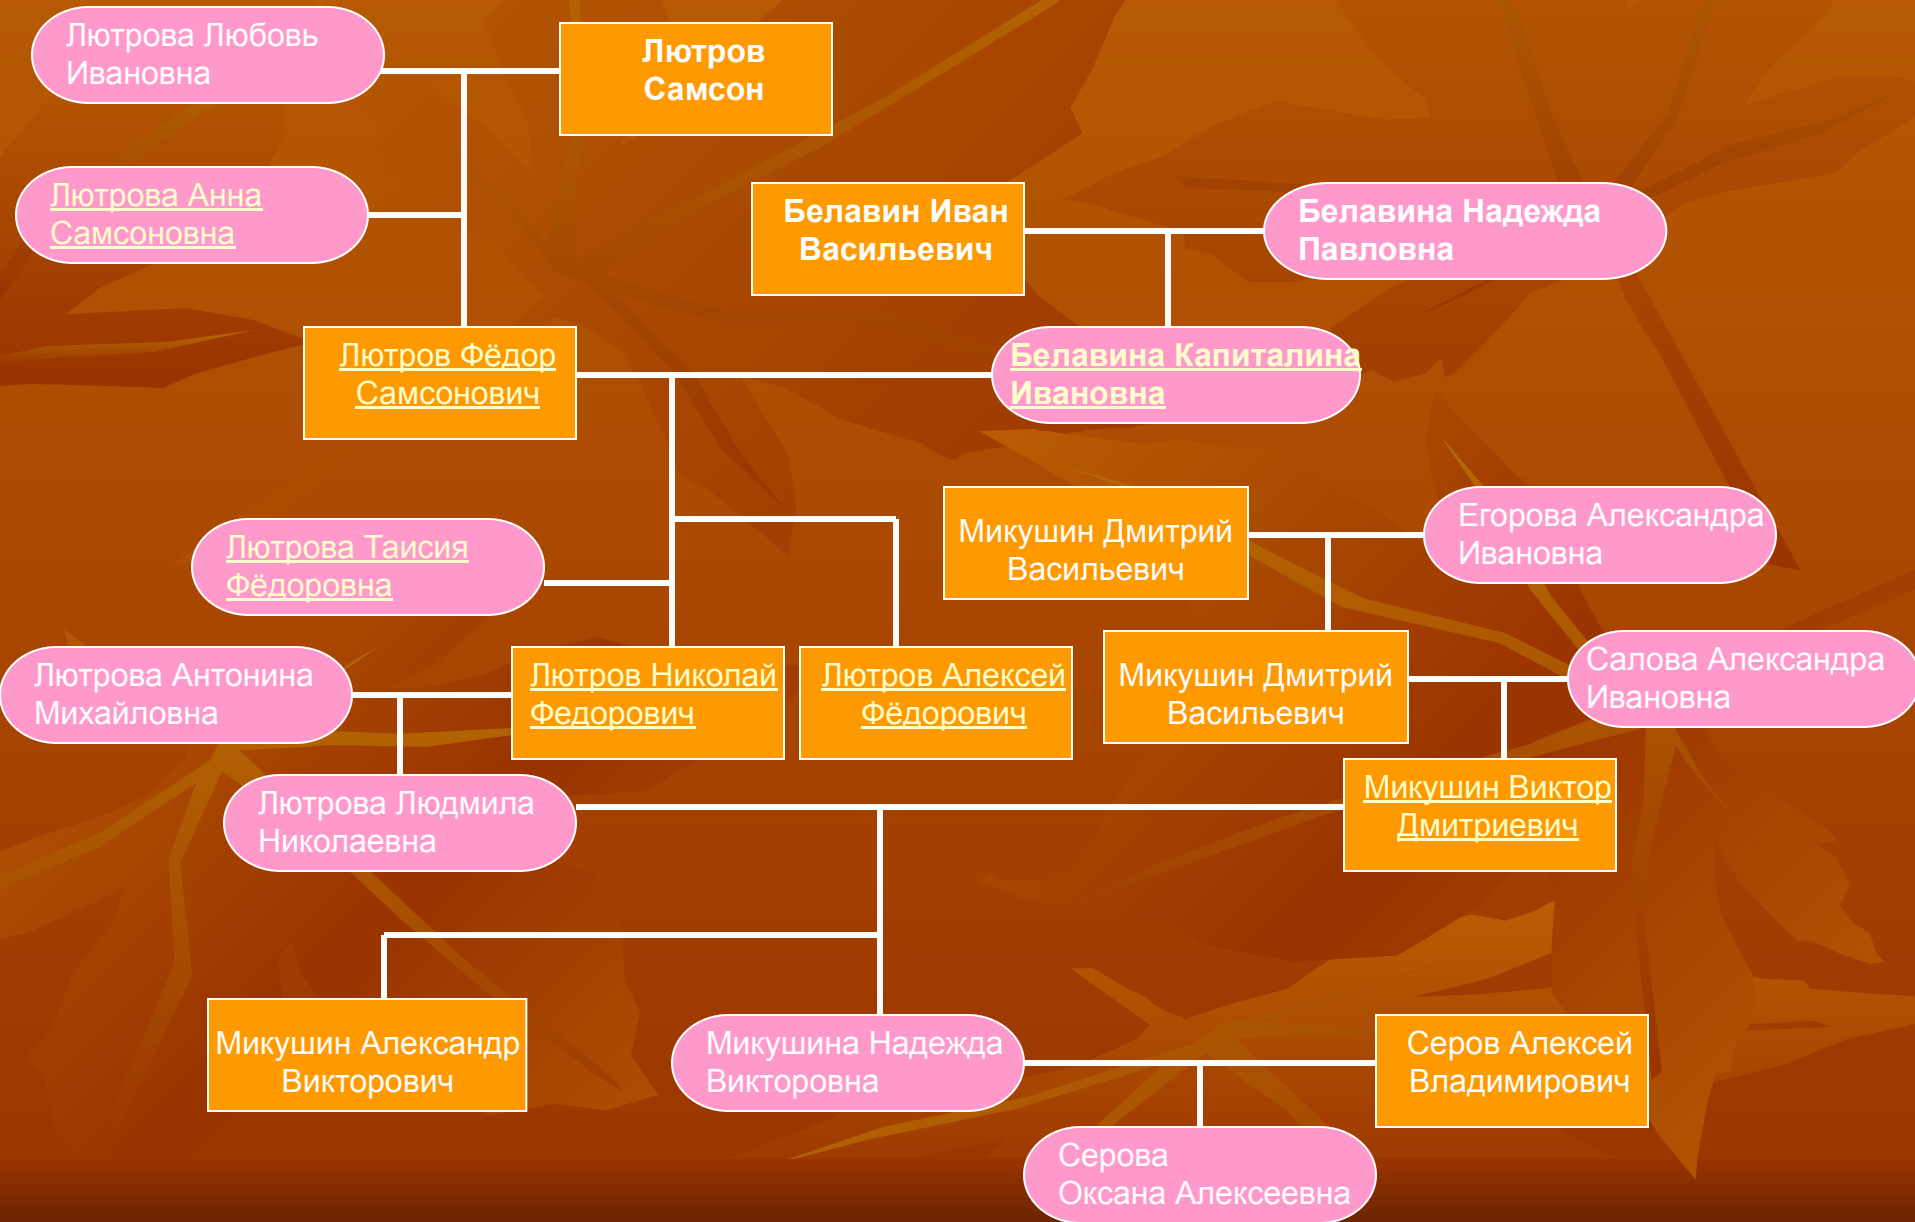 Лютрова Любовь
Ивановна
Лютров
Самсон
Лютрова Анна
Самсоновна
Белавин Иван
Васильевич
Белавина Надежда
Павловна
Лютров Фёдор
Самсонович
Белавина Капиталина
Ивановна
Микушин Дмитрий
Васильевич
Егорова Александра
Ивановна
Лютрова Таисия
Фёдоровна
Лютрова Антонина
Михайловна
Лютров Николай
Федорович
Лютров Алексей
Фёдорович
Микушин Дмитрий
Васильевич
Салова Александра
Ивановна
Лютрова Людмила
Николаевна
Микушин Виктор
Дмитриевич
Микушин Александр
Викторович
Микушина Надежда
Викторовна
Серов Алексей
Владимирович
Серова
Оксана Алексеевна